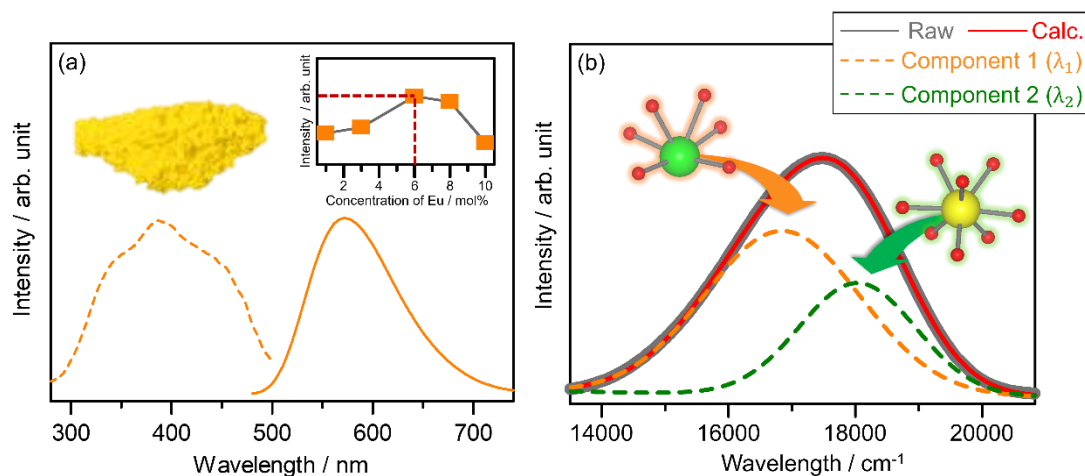 (a)
Intensity / arb. unit
2 4 6 8 10
Concentration of Eu / mol%
Intensity / arb. unit
300 400 500 600 700
Wavelength / nm
Raw Calc.
Component 1 (λ₁)
Component 2 (λ₂)
(b)
Intensity / arb. unit
14000 16000 18000 20000
Wavelength / cm⁻¹